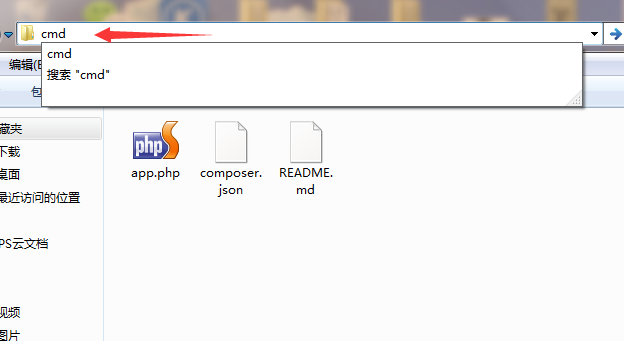 cmd
cmd
搜索 "cmd"
编辑(E
包
php
app.php
composer.
json
README.
md
藏夹
下载
桌面
最近访问的位置
PS云文档
视频
图片